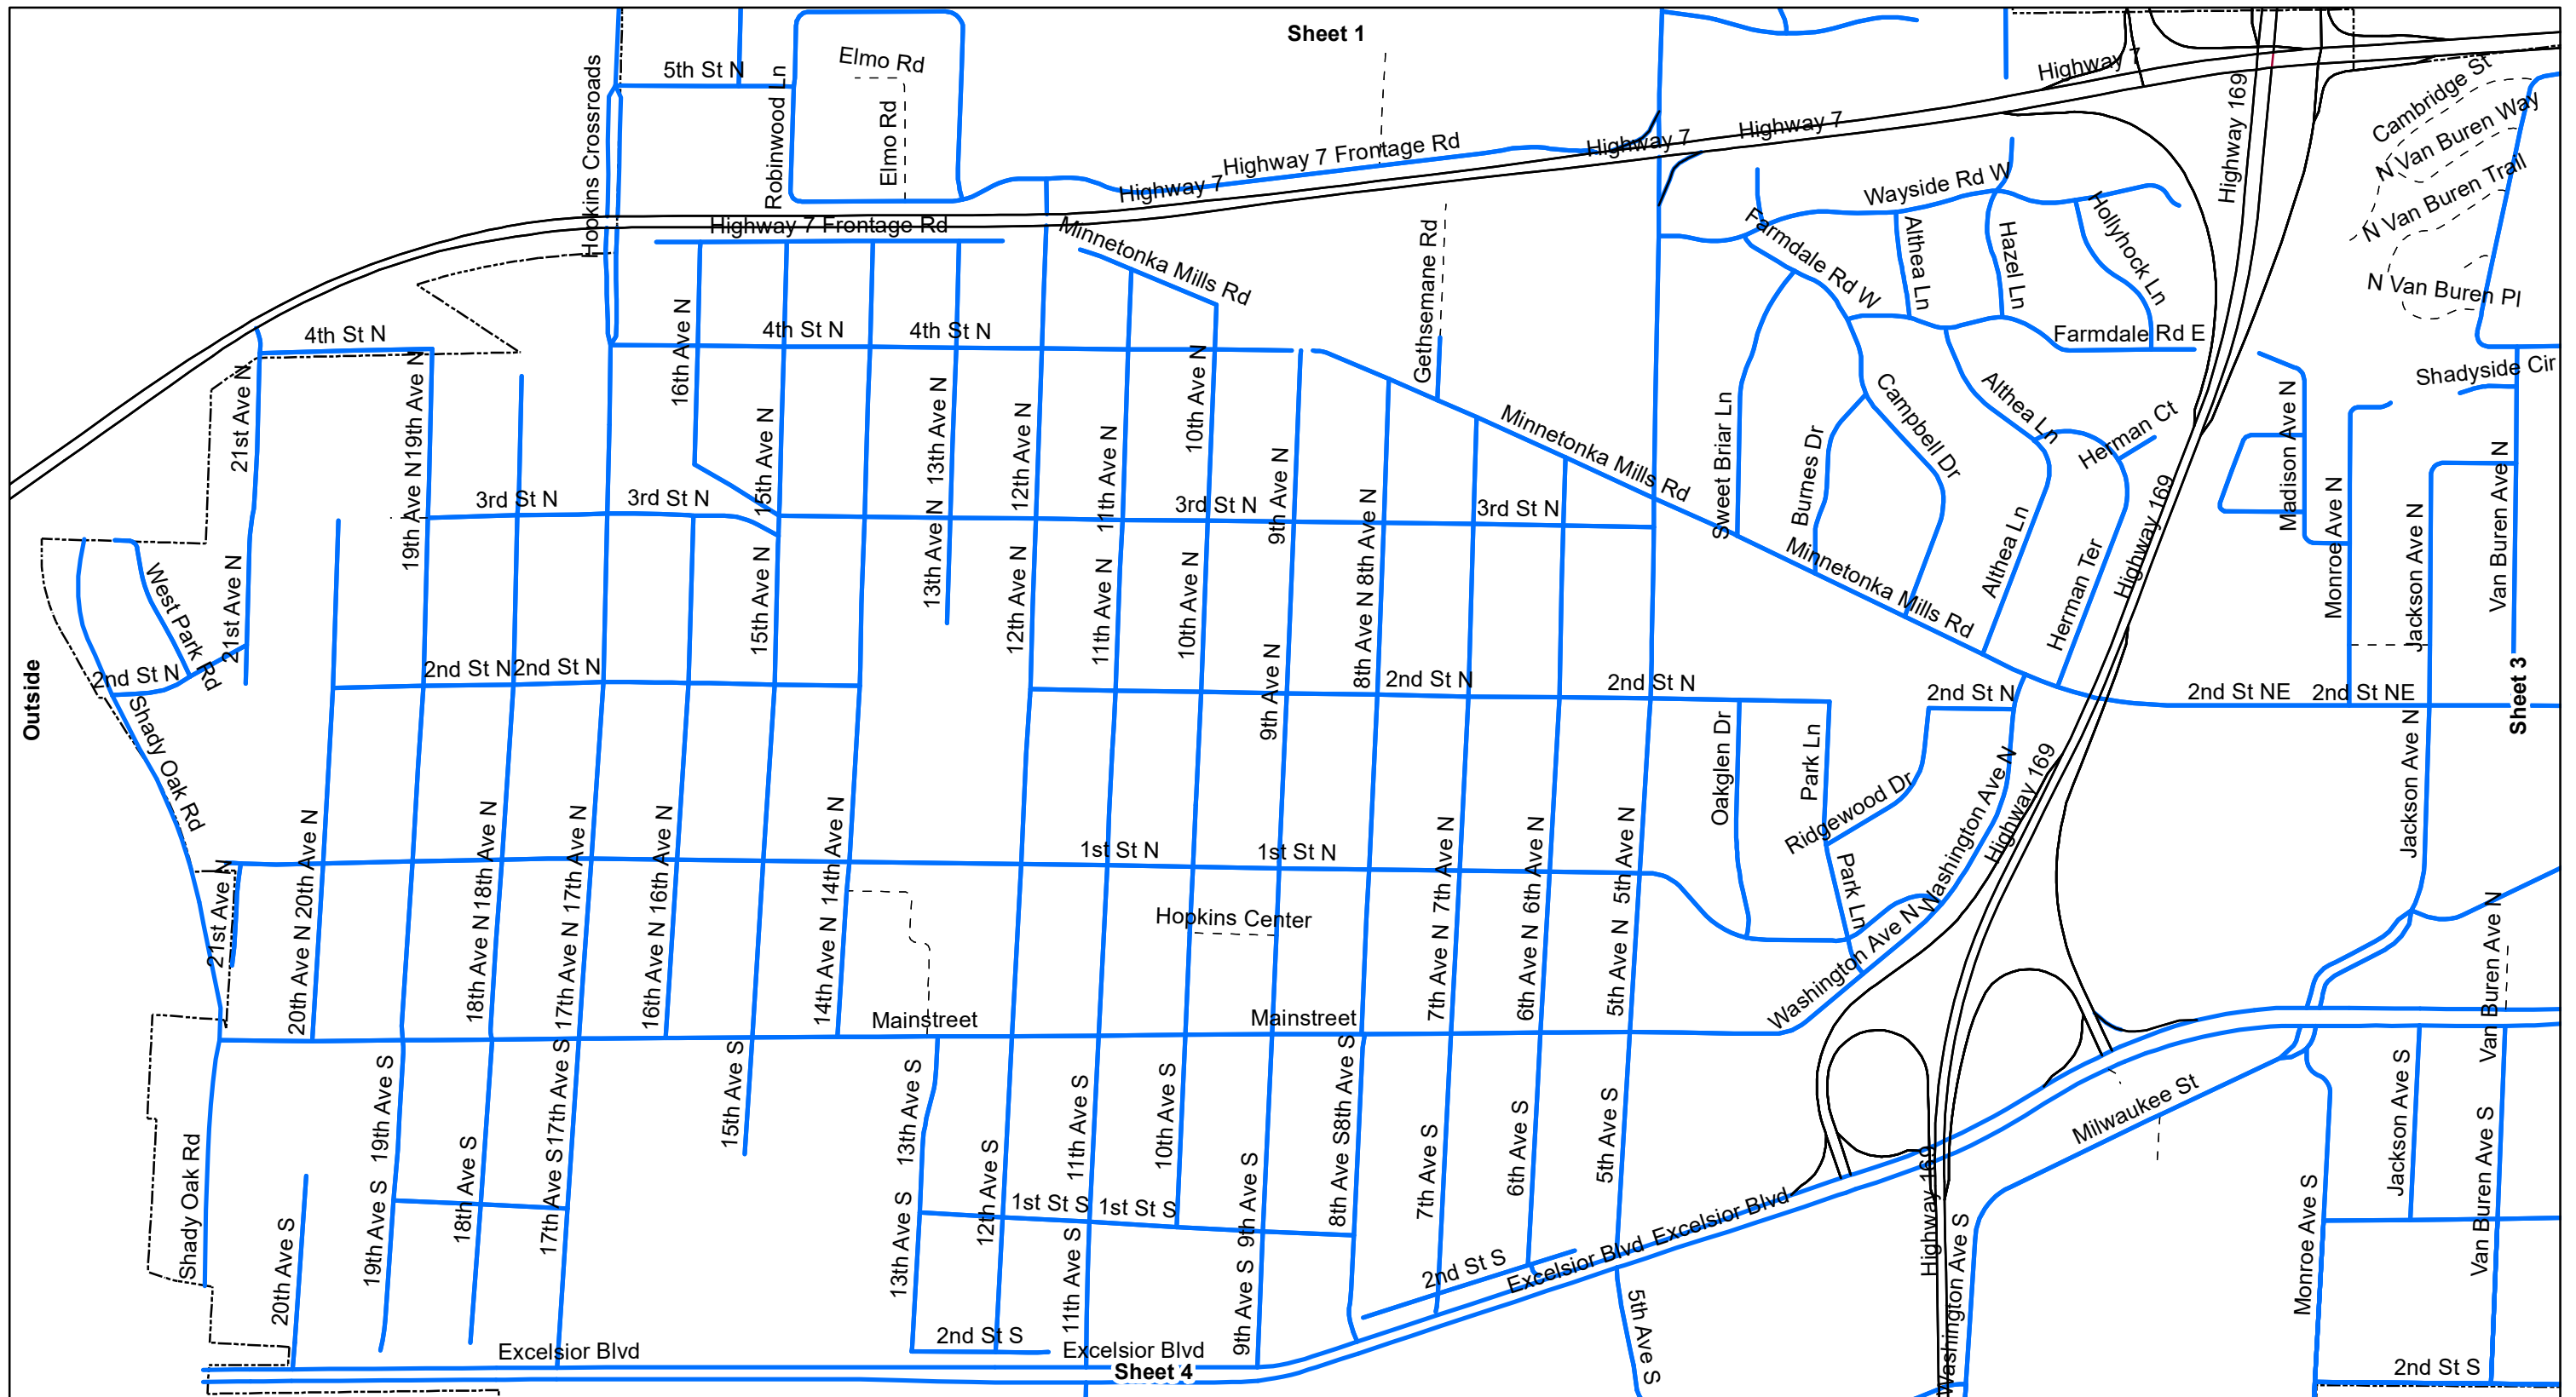 Sheet 1
Elmo Rd
5th St N
Highway 7
Cambridge St
Hopkins Crossroads
Robinwood Ln
Elmo Rd
Highway 169
N Van Buren Way
Highway 7 Frontage Rd
Highway 7
Highway 7
Highway 7
N Van Buren Trail
Wayside Rd W
Highway 7 Frontage Rd
Minnetonka Mills Rd
Gethsemane Rd
Farmdale Rd W
Althea Ln
Hazel Ln
Hollyhock Ln
N Van Buren Pl
4th St N
16th Ave N
4th St N
4th St N
Farmdale Rd E
Shadyside Cir
21st Ave N
19th Ave N
19th Ave N
15th Ave N
13th Ave N
12th Ave N
11th Ave N
10th Ave N
9th Ave N
8th Ave N
Minnetonka Mills Rd
Sweet Briar Ln
Burnes Dr
Campbell Dr
Althea Ln
Herman Ct
Madison Ave N
Monroe Ave N
Jackson Ave N
Van Buren Ave N
3rd St N
3rd St N
3rd St N
3rd St N
Highway 169
West Park Rd
21st Ave N
15th Ave N
13th Ave N
12th Ave N
11th Ave N
10th Ave N
9th Ave N
8th Ave N
Minnetonka Mills Rd
Althea Ln
Herman Ter
Outside
2nd St N
2nd St N
2nd St N
2nd St N
2nd St N
2nd St N
2nd St NE
2nd St NE
Sheet 3
Shady Oak Rd
Oakglen Dr
Park Ln
Ridgewood Dr
Washington Ave N
Highway 169
Jackson Ave N
21st Ave N
20th Ave N
20th Ave N
18th Ave N
18th Ave N
17th Ave N
17th Ave N
16th Ave N
16th Ave N
14th Ave N
14th Ave N
1st St N
1st St N
Hopkins Center
7th Ave N
7th Ave N
6th Ave N
6th Ave N
5th Ave N
5th Ave N
Park Ln
Washington Ave N
Van Buren Ave N
Mainstreet
Mainstreet
Shady Oak Rd
20th Ave S
19th Ave S
19th Ave S
18th Ave S
17th Ave S
17th Ave S
15th Ave S
13th Ave S
13th Ave S
12th Ave S
11th Ave S
11th Ave S
10th Ave S
9th Ave S
9th Ave S
8th Ave S
8th Ave S
7th Ave S
6th Ave S
5th Ave S
Milwaukee St
Jackson Ave S
Van Buren Ave S
Monroe Ave S
1st St S
1st St S
2nd St S
Excelsior Blvd
Excelsior Blvd
Highway 169
Washington Ave S
5th Ave S
2nd St S
Excelsior Blvd
Excelsior Blvd
Sheet 4
2nd St S